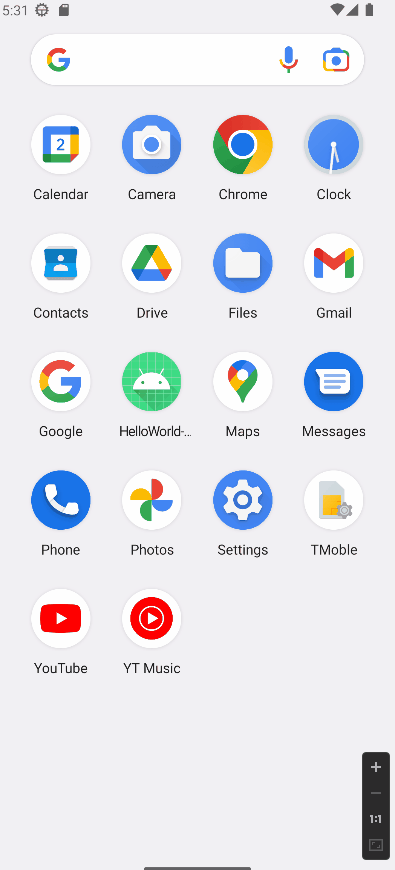 5:31
Calendar Camera Chrome Clock
Contacts Drive Files Gmail
Google HelloWorld-... Maps Messages
Phone Photos Settings TMoble
YouTube YT Music
+
−
1:1